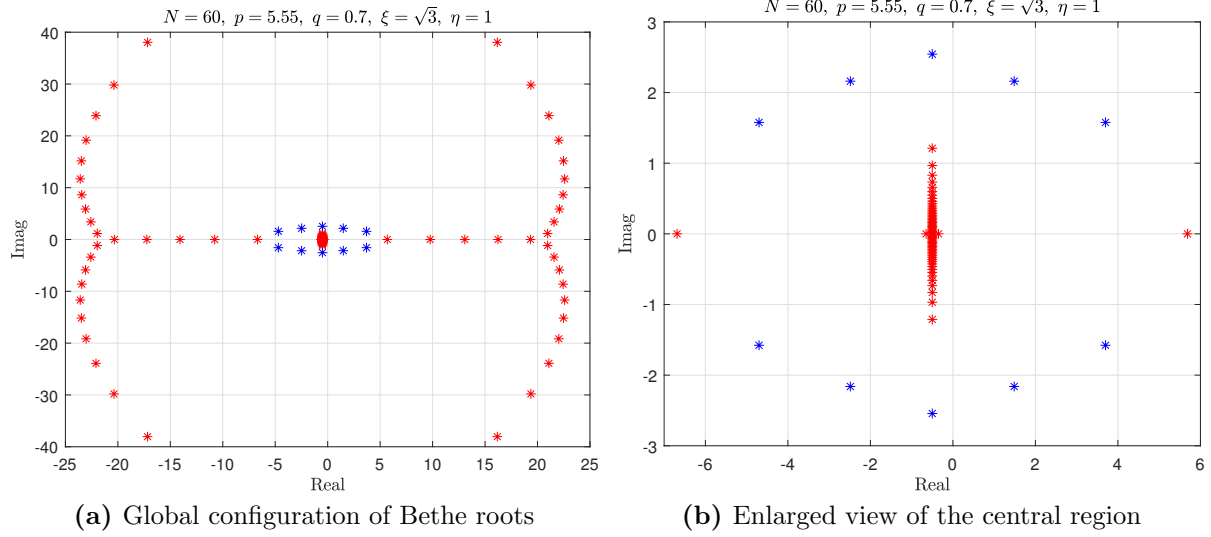 N = 60, p = 5.55, q = 0.7, ξ = √3, η = 1
40
30
20
10
0
-10
-20
-30
-40
Imag
-25 -20 -15 -10 -5 0 5 10 15 20 25
Real
(a) Global configuration of Bethe roots
N = 60, p = 5.55, q = 0.7, ξ = √3, η = 1
3
2
1
0
-1
-2
-3
Imag
-6 -4 -2 0 2 4 6
Real
(b) Enlarged view of the central region